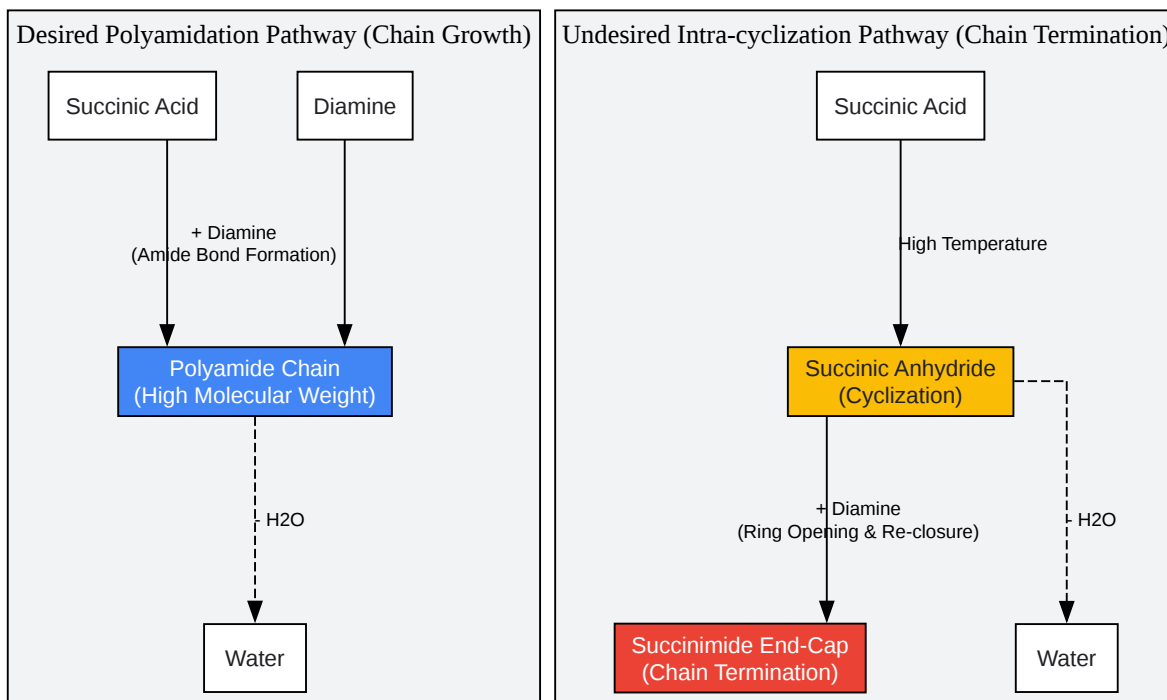 Desired Polyamidation Pathway (Chain Growth)
Succinic Acid
Diamine
+ Diamine
(Amide Bond Formation)
Polyamide Chain
(High Molecular Weight)
- H2O
Water
Undesired Intra-cyclization Pathway (Chain Termination)
Succinic Acid
High Temperature
Succinic Anhydride
(Cyclization)
+ Diamine
(Ring Opening & Re-closure)
- H2O
Succinimide End-Cap
(Chain Termination)
Water